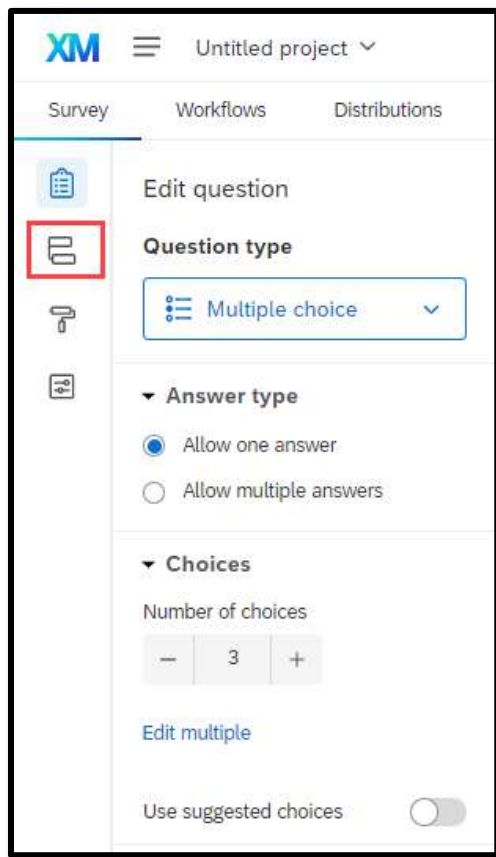 XM Untitled project
Survey Workflows Distributions
Edit question
Question type
Multiple choice
Answer type
Allow one answer
Allow multiple answers
Choices
Number of choices
3
Edit multiple
Use suggested choices